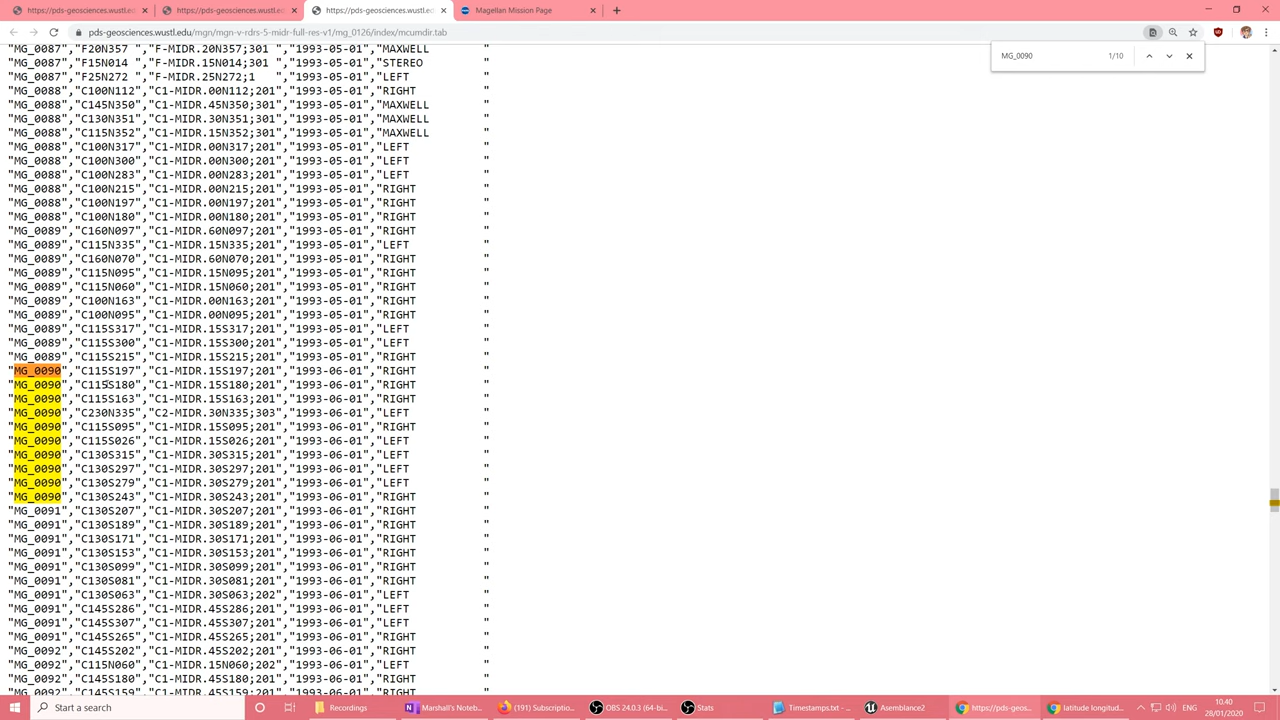 https://pds-geosciences.wustl.ed
https://pds-geosciences.wustl.ed
https://pds-geosciences.wustl.ed
Magellan Mission Page
pds-geosciences.wustl.edu/mgn/mgn-v-rdrs-5-midr-full-res-v1/mg_0126/index/mcumdir.tab
MG_0090 1/10
"MG_0087","F20N357 ","F-MIDR.20N357;301 ","1993-05-01","MAXWELL "
"MG_0087","F15N014 ","F-MIDR.15N014;301 ","1993-05-01","STEREO "
"MG_0087","F25N272 ","F-MIDR.25N272;1 ","1993-05-01","LEFT "
"MG_0088","C100N112","C1-MIDR.00N112;201","1993-05-01","RIGHT "
"MG_0088","C145N350","C1-MIDR.45N350;301","1993-05-01","MAXWELL "
"MG_0088","C130N351","C1-MIDR.30N351;301","1993-05-01","MAXWELL "
"MG_0088","C115N352","C1-MIDR.15N352;301","1993-05-01","MAXWELL "
"MG_0088","C100N317","C1-MIDR.00N317;201","1993-05-01","LEFT "
"MG_0088","C100N300","C1-MIDR.00N300;201","1993-05-01","LEFT "
"MG_0088","C100N283","C1-MIDR.00N283;201","1993-05-01","LEFT "
"MG_0088","C100N215","C1-MIDR.00N215;201","1993-05-01","RIGHT "
"MG_0088","C100N197","C1-MIDR.00N197;201","1993-05-01","RIGHT "
"MG_0088","C100N180","C1-MIDR.00N180;201","1993-05-01","RIGHT "
"MG_0089","C160N097","C1-MIDR.60N097;201","1993-05-01","RIGHT "
"MG_0089","C115N335","C1-MIDR.15N335;201","1993-05-01","LEFT "
"MG_0089","C160N070","C1-MIDR.60N070;201","1993-05-01","RIGHT "
"MG_0089","C115N095","C1-MIDR.15N095;201","1993-05-01","RIGHT "
"MG_0089","C115N060","C1-MIDR.15N060;201","1993-05-01","RIGHT "
"MG_0089","C100N163","C1-MIDR.00N163;201","1993-05-01","RIGHT "
"MG_0089","C100N095","C1-MIDR.00N095;201","1993-05-01","RIGHT "
"MG_0089","C115S317","C1-MIDR.15S317;201","1993-05-01","LEFT "
"MG_0089","C115S300","C1-MIDR.15S300;201","1993-05-01","LEFT "
"MG_0089","C115S215","C1-MIDR.15S215;201","1993-05-01","RIGHT "
"MG_0090","C115S197","C1-MIDR.15S197;201","1993-06-01","RIGHT "
"MG_0090","C115S180","C1-MIDR.15S180;201","1993-06-01","RIGHT "
"MG_0090","C115S163","C1-MIDR.15S163;201","1993-06-01","RIGHT "
"MG_0090","C230N335","C2-MIDR.30N335;303","1993-06-01","LEFT "
"MG_0090","C115S095","C1-MIDR.15S095;201","1993-06-01","RIGHT "
"MG_0090","C115S026","C1-MIDR.15S026;201","1993-06-01","LEFT "
"MG_0090","C130S315","C1-MIDR.30S315;201","1993-06-01","LEFT "
"MG_0090","C130S297","C1-MIDR.30S297;201","1993-06-01","LEFT "
"MG_0090","C130S279","C1-MIDR.30S279;201","1993-06-01","LEFT "
"MG_0090","C130S243","C1-MIDR.30S243;201","1993-06-01","RIGHT "
"MG_0091","C130S207","C1-MIDR.30S207;201","1993-06-01","RIGHT "
"MG_0091","C130S189","C1-MIDR.30S189;201","1993-06-01","RIGHT "
"MG_0091","C130S171","C1-MIDR.30S171;201","1993-06-01","RIGHT "
"MG_0091","C130S153","C1-MIDR.30S153;201","1993-06-01","RIGHT "
"MG_0091","C130S099","C1-MIDR.30S099;201","1993-06-01","RIGHT "
"MG_0091","C130S081","C1-MIDR.30S081;201","1993-06-01","RIGHT "
"MG_0091","C130S063","C1-MIDR.30S063;202","1993-06-01","LEFT "
"MG_0091","C145S286","C1-MIDR.45S286;201","1993-06-01","LEFT "
"MG_0091","C145S307","C1-MIDR.45S307;201","1993-06-01","LEFT "
"MG_0091","C145S265","C1-MIDR.45S265;201","1993-06-01","RIGHT "
"MG_0092","C145S202","C1-MIDR.45S202;201","1993-06-01","RIGHT "
"MG_0092","C115N060","C1-MIDR.15N060;202","1993-06-01","LEFT "
"MG_0092","C145S180","C1-MIDR.45S180;201","1993-06-01","RIGHT "
"MG_0092","C145S159","C1-MIDR.45S159;201","1993-06-01","RIGHT "
Start a search
Recordings
Marshall's Noteb...
(191) Subscriptio...
OBS 24.0.3 (64-bi...
Stats
Timestamps.txt - ...
Asemblance2
https://pds-geos...
latitude longitud...
ENG
10.40
28/01/2020